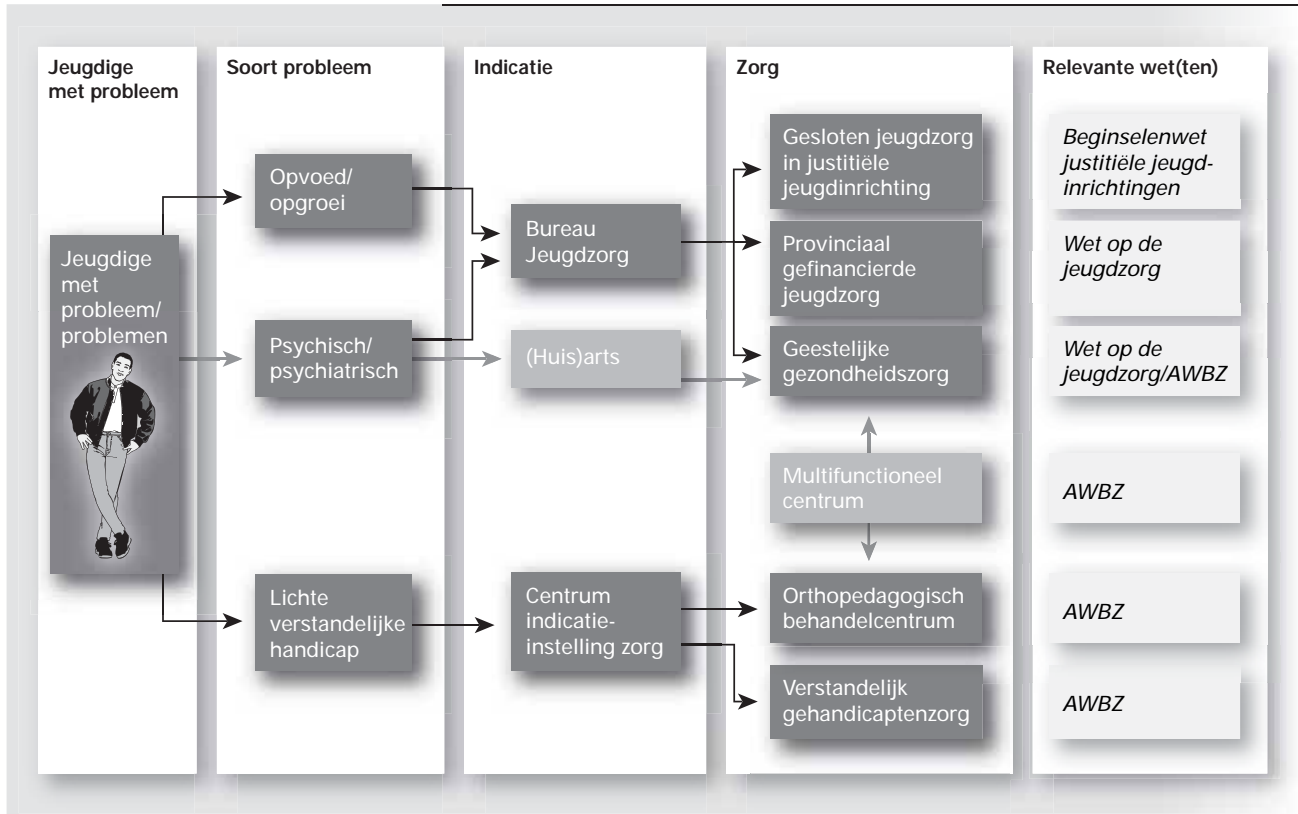 Jeugdige
met probleem
Soort probleem
Indicatie
Zorg
Relevante wet(ten)
Jeugdige
met
probleem/
problemen
Opvoed/
opgroei
Psychisch/
psychiatrisch
Lichte
verstandelijke
handicap
Bureau
Jeugdzorg
(Huis)arts
Centrum
indicatie-
instelling zorg
Gesloten jeugdzorg
in justitiële
jeugdinrichting
Provinciaal
gefinancierde
jeugdzorg
Geestelijke
gezondheidszorg
Multifunctioneel
centrum
Orthopedagogisch
behandelcentrum
Verstandelijk
gehandicaptenzorg
Beginselenwet
justitiële jeugd-
inrichtingen
Wet op de
jeugdzorg
Wet op de
jeugdzorg/AWBZ
AWBZ
AWBZ
AWBZ